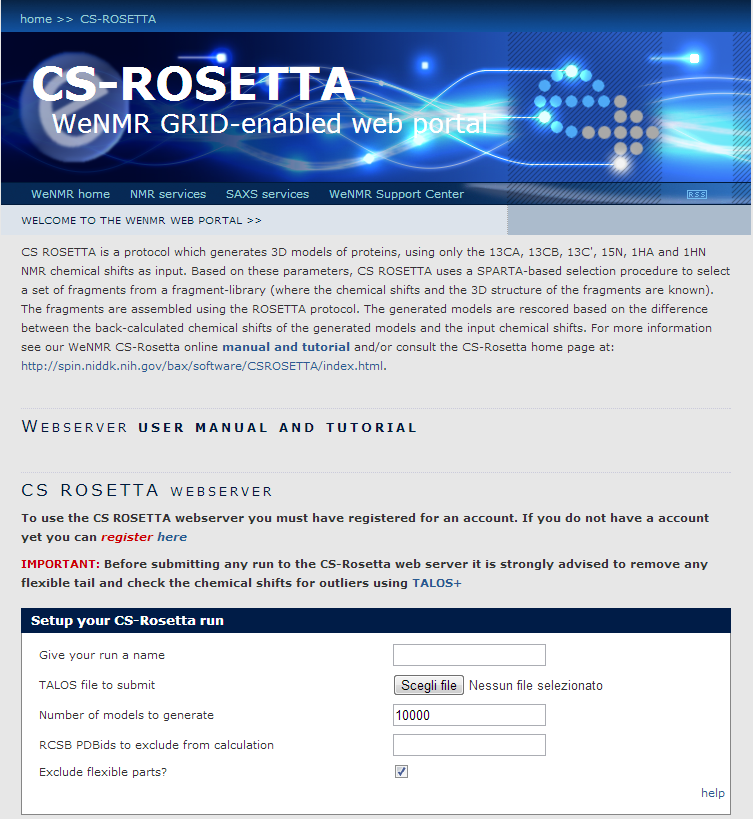 home >> CS-ROSETTA
CS-ROSETTA
WeNMR GRID-enabled web portal
WeNMR home NMR services SAXS services WeNMR Support Center RSS
WELCOME TO THE WENMR WEB PORTAL >>
CS ROSETTA is a protocol which generates 3D models of proteins, using only the 13CA, 13CB, 13C', 15N, 1HA and 1HN
NMR chemical shifts as input. Based on these parameters, CS ROSETTA uses a SPARTA-based selection procedure to select
a set of fragments from a fragment-library (where the chemical shifts and the 3D structure of the fragments are known).
The fragments are assembled using the ROSETTA protocol. The generated models are rescored based on the difference
between the back-calculated chemical shifts of the generated models and the input chemical shifts. For more information
see our WeNMR CS-Rosetta online manual and tutorial and/or consult the CS-Rosetta home page at:
http://spin.niddk.nih.gov/bax/software/CSROSETTA/index.html.
WEBSERVER USER MANUAL AND TUTORIAL
CS ROSETTA WEBSERVER
To use the CS ROSETTA webserver you must have registered for an account. If you do not have a account
yet you can register here
IMPORTANT: Before submitting any run to the CS-Rosetta web server it is strongly advised to remove any
flexible tail and check the chemical shifts for outliers using TALOS+
Setup your CS-Rosetta run
Give your run a name
TALOS file to submit Scegli file Nessun file selezionato
Number of models to generate 10000
RCSB PDBids to exclude from calculation
Exclude flexible parts?
help